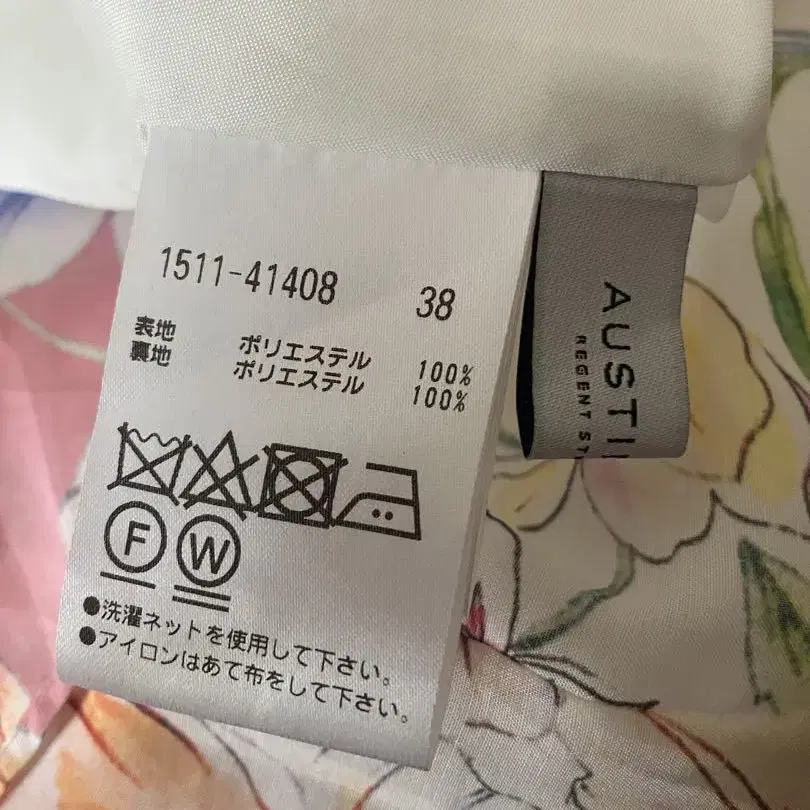 1511-41408 38
表地 ポリエステル 100%
裏地 ポリエステル 100%
F W
●洗濯ネットを使用して下さい。
●アイロンはあて布をして下さい。
AUSTI
REGENT ST